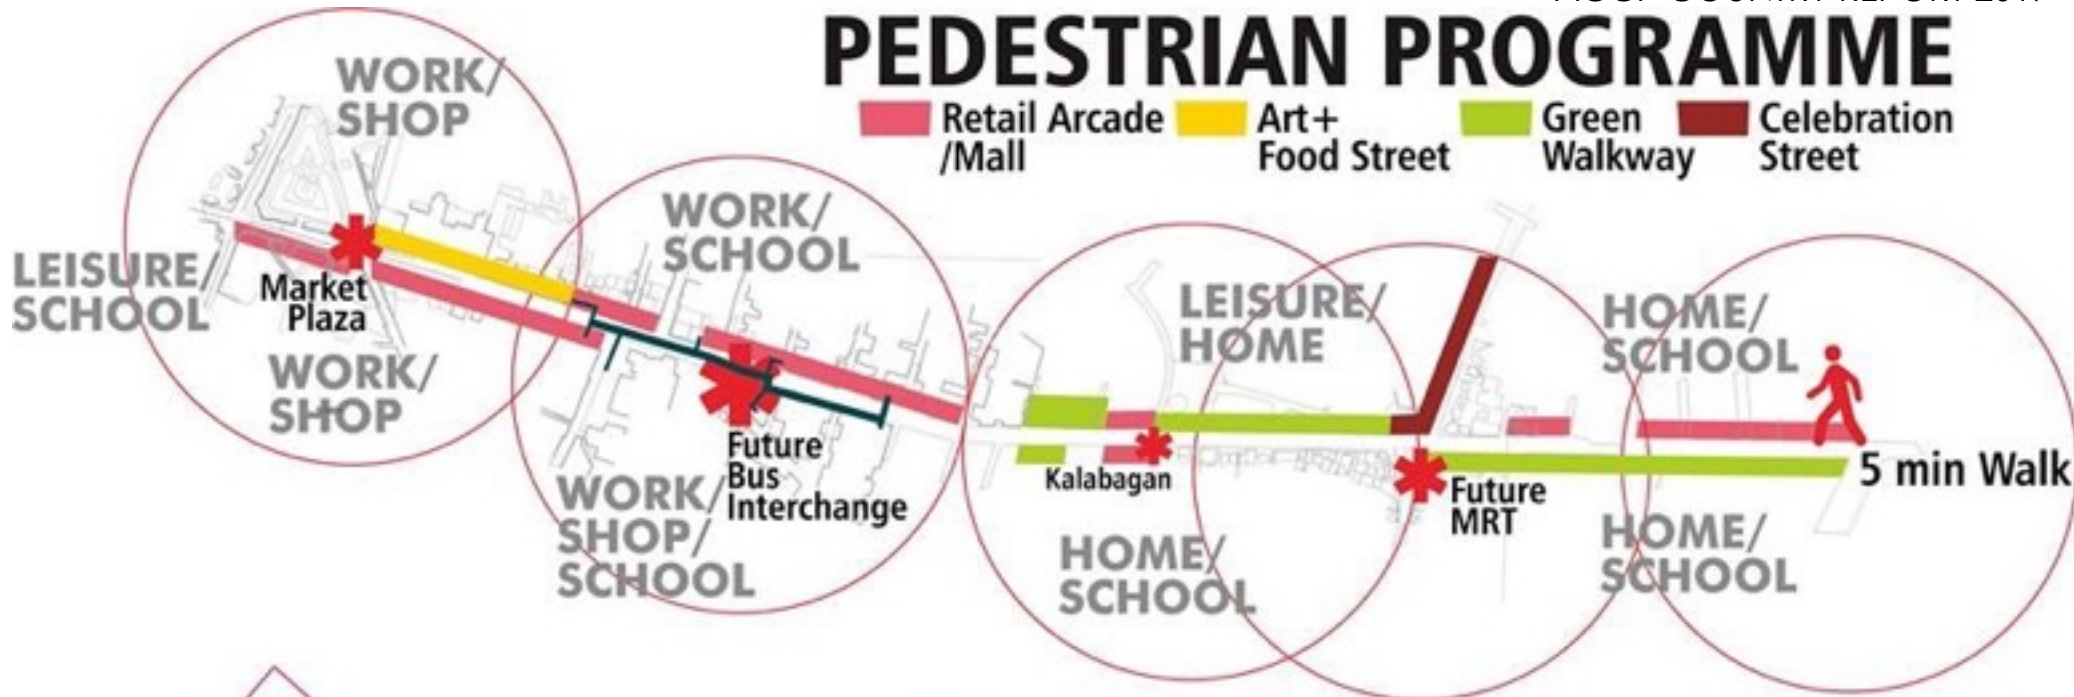 PEDESTRIAN PROGRAMME
Retail Arcade
/Mall
Art+
Food Street
Green
Walkway
Celebration
Street
WORK/
SHOP
LEISURE/
SCHOOL
Market
Plaza
WORK/
SHOP
WORK/
SCHOOL
Future
Bus
Interchange
WORK/
SHOP/
SCHOOL
LEISURE/
HOME
Kalabagan
HOME/
SCHOOL
HOME/
SCHOOL
Future
MRT
5 min Walk
HOME/
SCHOOL